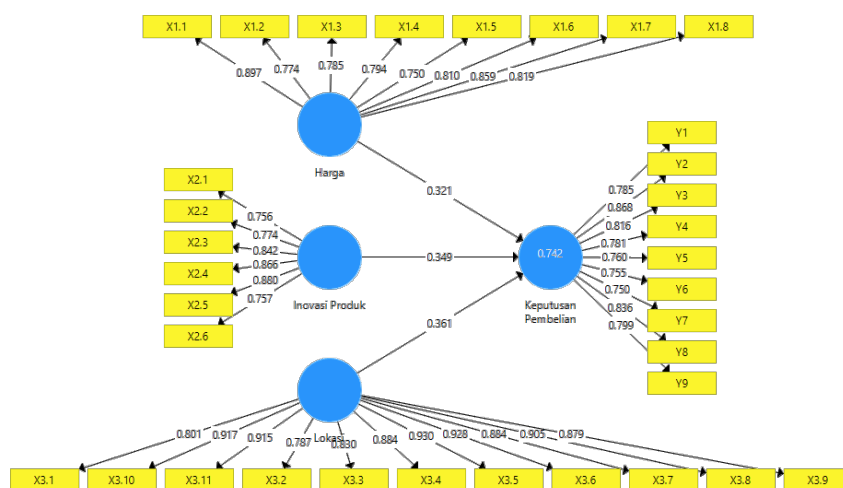 X1.1 X1.2 X1.3 X1.4 X1.5 X1.6 X1.7 X1.8
0.897 0.774 0.785 0.794 0.750 0.810 0.859 0.819
Harga
X2.1
X2.2
X2.3
X2.4
X2.5
X2.6
0.756
0.774
0.842
0.866
0.880
0.757
Inovasi Produk
0.321
0.349
0.361
0.742
Keputusan
Pembelian
0.785
0.868
0.816
0.781
0.760
0.755
0.750
0.836
0.799
Y1
Y2
Y3
Y4
Y5
Y6
Y7
Y8
Y9
Lokasi
0.801 0.917 0.915 0.787 0.830 0.884 0.930 0.928 0.884 0.905 0.879
X3.1 X3.10 X3.11 X3.2 X3.3 X3.4 X3.5 X3.6 X3.7 X3.8 X3.9